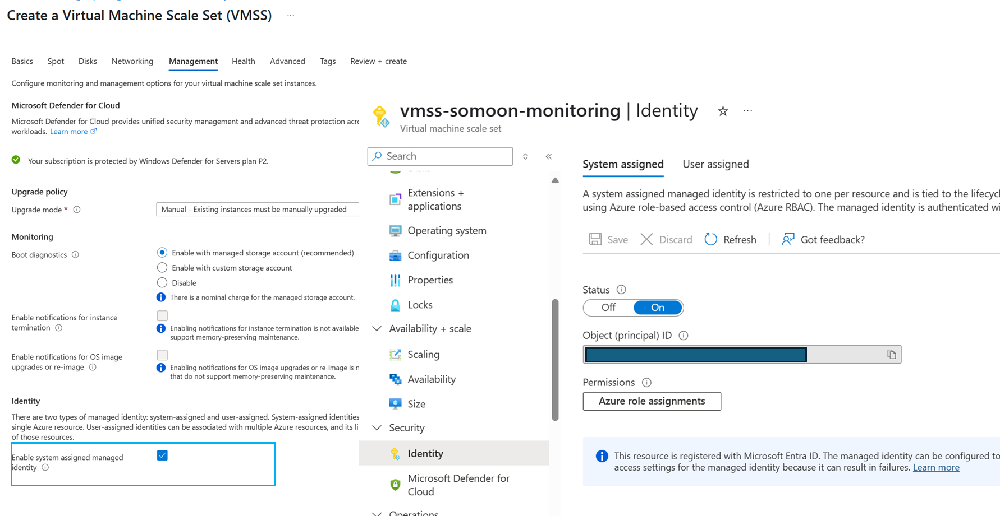 Create a Virtual Machine Scale Set (VMSS) ...
Basics Spot Disks Networking Management Health Advanced Tags Review + create
Configure monitoring and management options for your virtual machine scale set instances.
Microsoft Defender for Cloud
Microsoft Defender for Cloud provides unified security management and advanced threat protection acro
workloads. Learn more
Your subscription is protected by Windows Defender for Servers plan P2.
Upgrade policy
Upgrade mode *
Manual - Existing instances must be manually upgraded
Monitoring
Boot diagnostics
Enable with managed storage account (recommended)
Enable with custom storage account
Disable
There is a nominal charge for the managed storage account.
Enable notifications for instance
termination
Enabling notifications for instance termination is not available
support memory-preserving maintenance.
Enable notifications for OS image
upgrades or re-image
Enabling notifications for OS image upgrades or re-image is n
that do not support memory-preserving maintenance.
Identity
There are two types of managed identity: system-assigned and user-assigned. System-assigned identities
single Azure resource. User-assigned identities can be associated with multiple Azure resources, and its li
of those resources.
Enable system assigned managed
identity
vmss-somoon-monitoring | Identity ...
Virtual machine scale set
Search
Disks
Extensions +
applications
Operating system
Configuration
Properties
Locks
Availability + scale
Scaling
Availability
Size
Security
Identity
Microsoft Defender for
Cloud
Operations
System assigned User assigned
A system assigned managed identity is restricted to one per resource and is tied to the lifecycl
using Azure role-based access control (Azure RBAC). The managed identity is authenticated wi
Save Discard Refresh Got feedback?
Status
Off On
Object (principal) ID
Permissions
Azure role assignments
This resource is registered with Microsoft Entra ID. The managed identity can be configured to
access settings for the managed identity because it can result in failures. Learn more